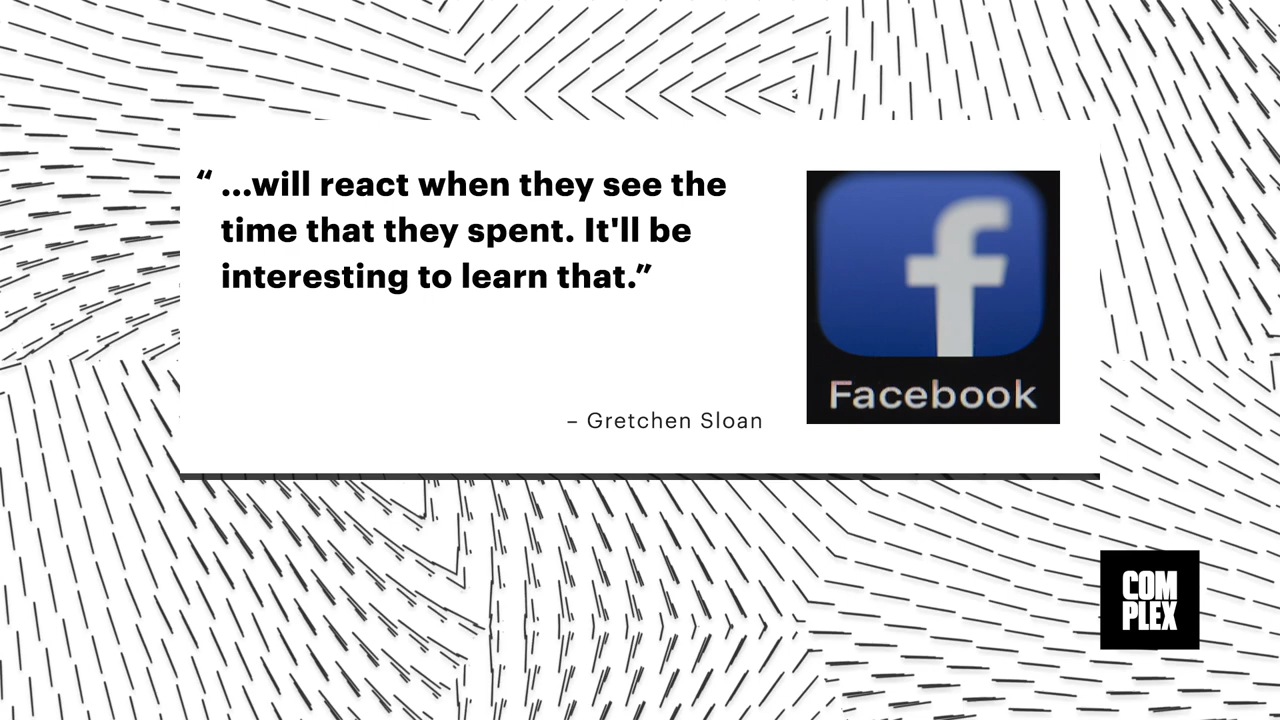 “ ...will react when they see the
time that they spent. It'll be
interesting to learn that.”
– Gretchen Sloan
Facebook
COM
PLEX